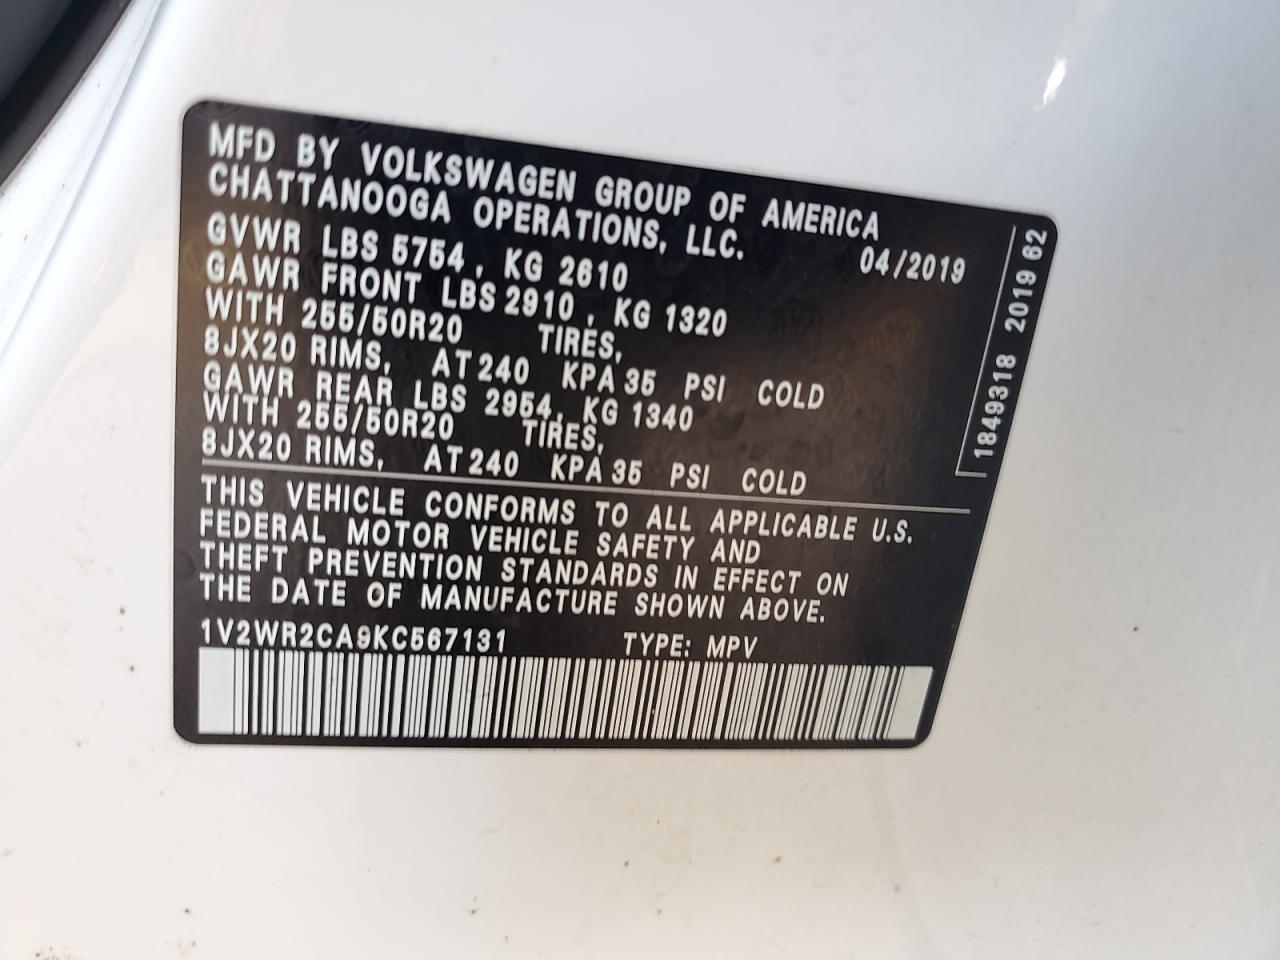 MFD BY VOLKSWAGEN GROUP OF AMERICA
CHATTANOOGA OPERATIONS, LLC.
04/2019
GVWR LBS 5754, KG 2610
GAWR FRONT LBS 2910, KG 1320
WITH 255/50R20 TIRES,
8JX20 RIMS, AT 240 KPA 35 PSI COLD
GAWR REAR LBS 2954, KG 1340
WITH 255/50R20 TIRES,
8JX20 RIMS, AT 240 KPA 35 PSI COLD
THIS VEHICLE CONFORMS TO ALL APPLICABLE U.S.
FEDERAL MOTOR VEHICLE SAFETY AND
THEFT PREVENTION STANDARDS IN EFFECT ON
THE DATE OF MANUFACTURE SHOWN ABOVE.
1V2WR2CA9KC567131 TYPE: MPV
1849318 2019 62